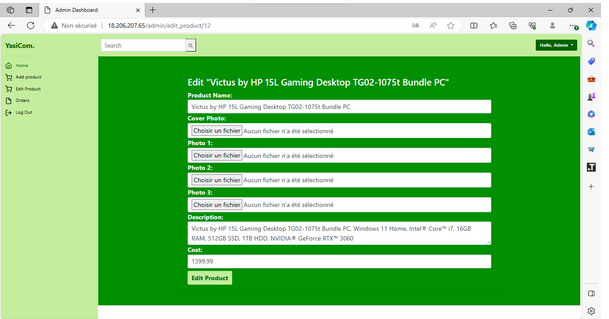 Admin Dashboard
Non sécurisé | 18.206.207.65/admin/edit_product/12
YasiCom.
Search
Hello, Admin
Home
Add product
Edit Product
Orders
Log Out
Edit "Victus by HP 15L Gaming Desktop TG02-1075t Bundle PC"
Product Name:
Victus by HP 15L Gaming Desktop TG02-1075t Bundle PC
Cover Photo:
Choisir un fichier Aucun fichier n'a été sélectionné
Photo 1:
Choisir un fichier Aucun fichier n'a été sélectionné
Photo 2:
Choisir un fichier Aucun fichier n'a été sélectionné
Photo 3:
Choisir un fichier Aucun fichier n'a été sélectionné
Description:
Victus by HP 15L Gaming Desktop TG02-1075t Bundle PC, Windows 11 Home, Intel® Core™ i7, 16GB
RAM, 512GB SSD, 1TB HDD, NVIDIA® GeForce RTX™ 3060
Cost:
1399.99
Edit Product